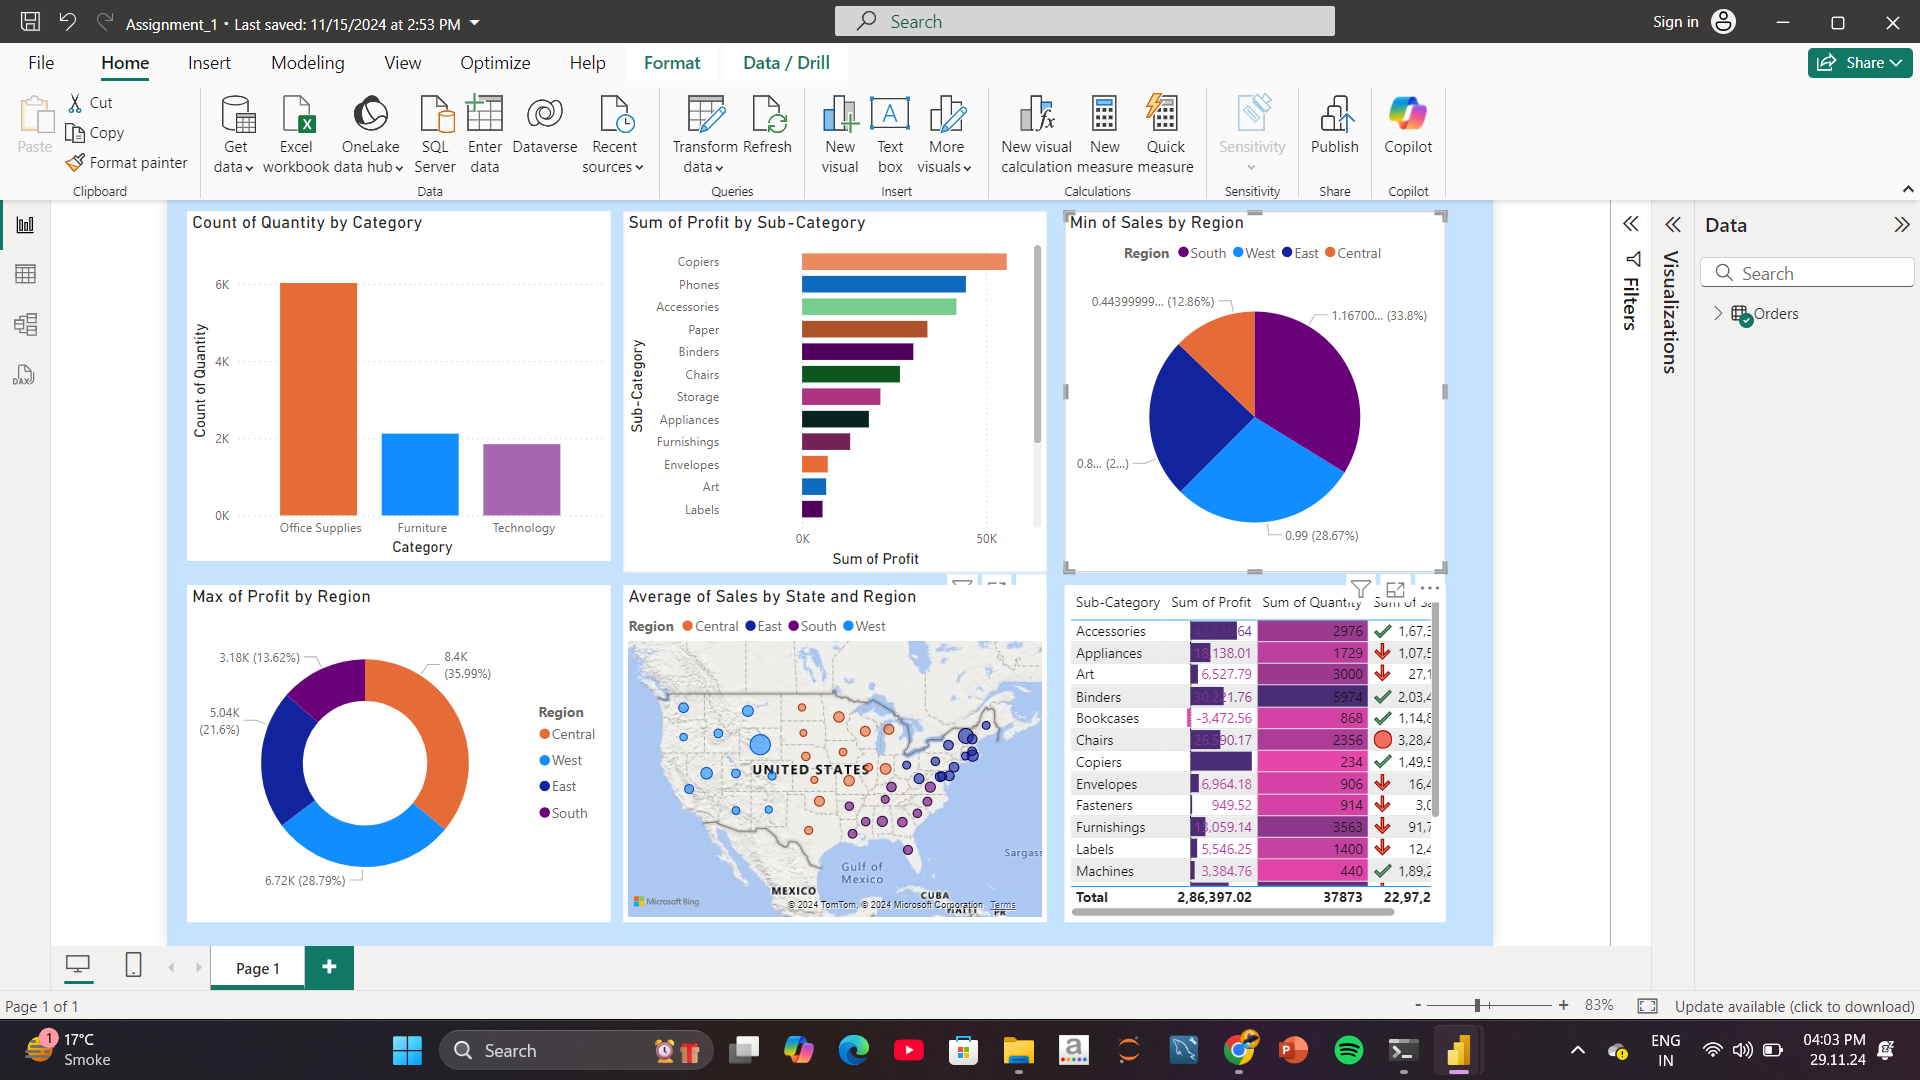 Assignment_1 • Last saved: 11/15/2024 at 2:53 PM
Search
Sign in
File Home Insert Modeling View Optimize Help Format Data / Drill
Share
Paste
Cut
Copy
Format painter
Clipboard
Get data
Excel workbook
OneLake data hub
SQL Server
Enter data
Dataverse
Recent sources
Data
Transform data
Refresh
Queries
New visual
Text box
More visuals
Insert
New visual calculation
New measure
Quick measure
Calculations
Sensitivity
Sensitivity
Publish
Share
Copilot
Copilot
DAX
Count of Quantity by Category
Count of Quantity
6K
4K
2K
0K
Office Supplies Furniture Technology
Category
Sum of Profit by Sub-Category
Sub-Category
Copiers
Phones
Accessories
Paper
Binders
Chairs
Storage
Appliances
Furnishings
Envelopes
Art
Labels
0K 50K
Sum of Profit
Min of Sales by Region
Region South West East Central
0.44399999... (12.86%)
1.16700... (33.8%)
0.8... (2...)
0.99 (28.67%)
Max of Profit by Region
3.18K (13.62%)
8.4K
(35.99%)
5.04K
(21.6%)
6.72K (28.79%)
Region
Central
West
East
South
Average of Sales by State and Region
Region Central East South West
UNITED STATES
Gulf of
Mexico
MEXICO
CUBA
Sargass
HAITI
PR
Microsoft Bing
© 2024 TomTom, © 2024 Microsoft Corporation Terms
Sub-Category Sum of Profit Sum of Quantity
Accessories 2976 1,67,3
Appliances 18,138.01 1729 1,07,5
Art 6,527.79 3000 27,1
Binders 30,221.76 5974 2,03,4
Bookcases -3,472.56 868 1,14,8
Chairs 26,590.17 2356 3,28,4
Copiers 234 1,49,5
Envelopes 6,964.18 906 16,4
Fasteners 949.52 914 3,0
Furnishings 13,059.14 3563 91,7
Labels 5,546.25 1400 12,4
Machines 3,384.76 440 1,89,2
Total 2,86,397.02 37873 22,97,2
Filters
Visualizations
Data
Search
Orders
Page 1
Page 1 of 1
- + 83%
Update available (click to download)
1
17°C
Smoke
Search
ENG
IN
04:03 PM
29.11.24